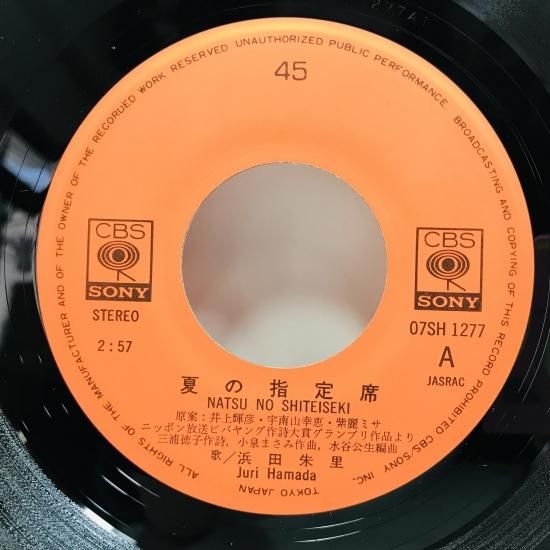 277A1
ALL RIGHTS OF THE MANUFACTURER AND OF THE OWNER OF THE RECORDED WORK RESERVED UNAUTHORIZED PUBLIC PERFORMANCE, BROADCASTING AND COPYING OF THIS RECORD PROHIBITED CBS/SONY INC. TOKYO JAPAN
45
CBS
SONY
STEREO
2:57
CBS
SONY
07SH 1277
A
JASRAC
夏の指定席
NATSU NO SHITEISEKI
原案：井上輝彦・宇南山幸恵・紫麗ミサ
ニッポン放送ビバヤング作詩大賞グランプリ作品より
三浦徳子作詩，小泉まさみ作曲，水谷公生編曲
歌／浜田朱里
Juri Hamada